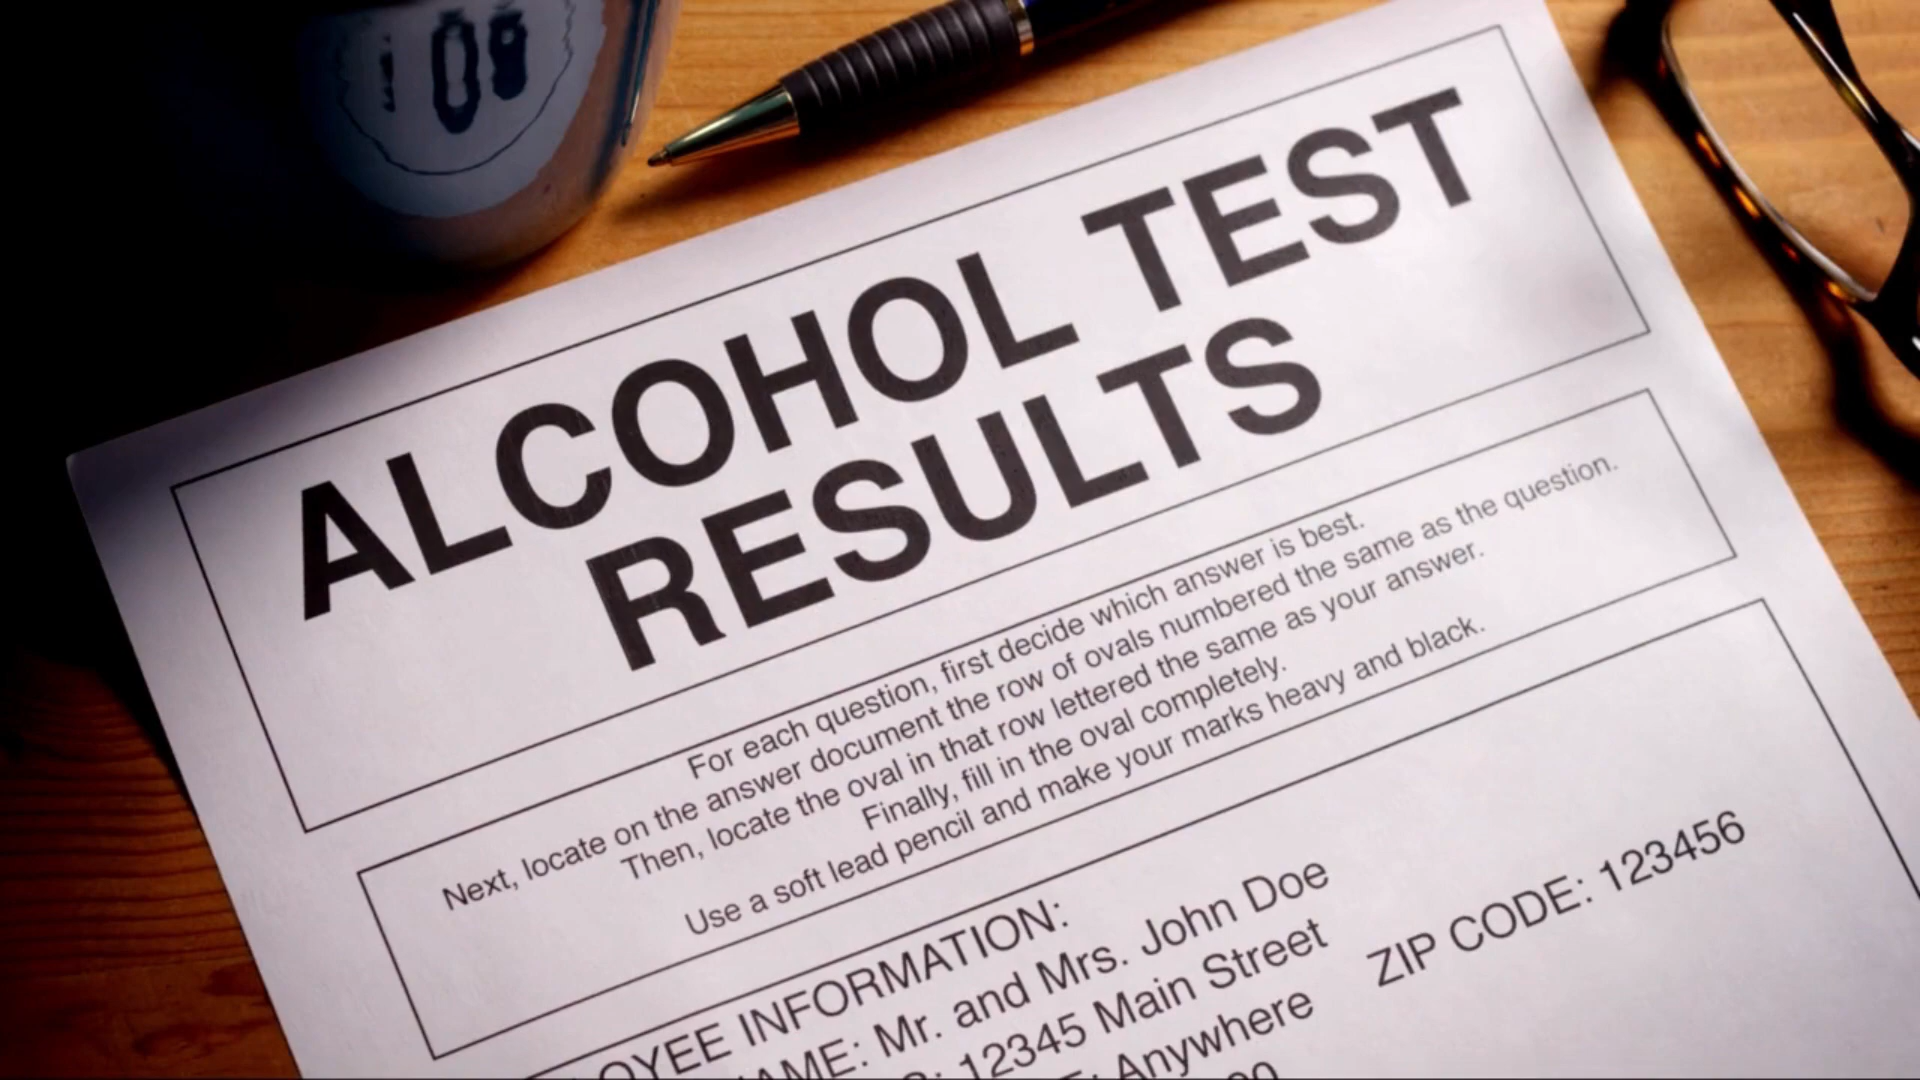 ALCOHOL TEST
RESULTS
For each question, first decide which answer is best.
Next, locate on the answer document the row of ovals numbered the same as the question.
Then, locate the oval in that row lettered the same as your answer.
Finally, fill in the oval completely.
Use a soft lead pencil and make your marks heavy and black.
INFORMATION:
Mr. and Mrs. John Doe
12345 Main Street
Anywhere ZIP CODE: 123456